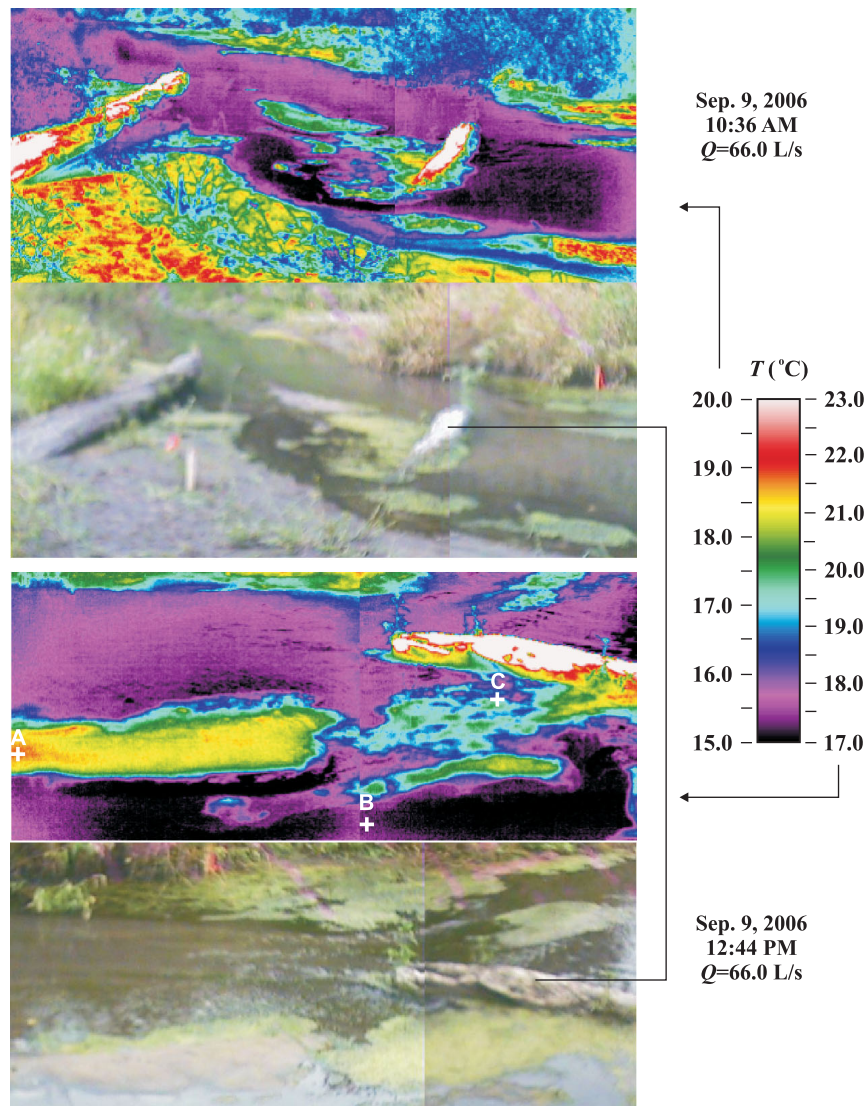 Sep. 9, 2006
10:36 AM
Q=66.0 L/s
T (°C)
20.0 23.0
19.0 22.0
21.0
18.0
20.0
17.0
19.0
16.0
18.0
15.0 17.0
A
B
C
Sep. 9, 2006
12:44 PM
Q=66.0 L/s